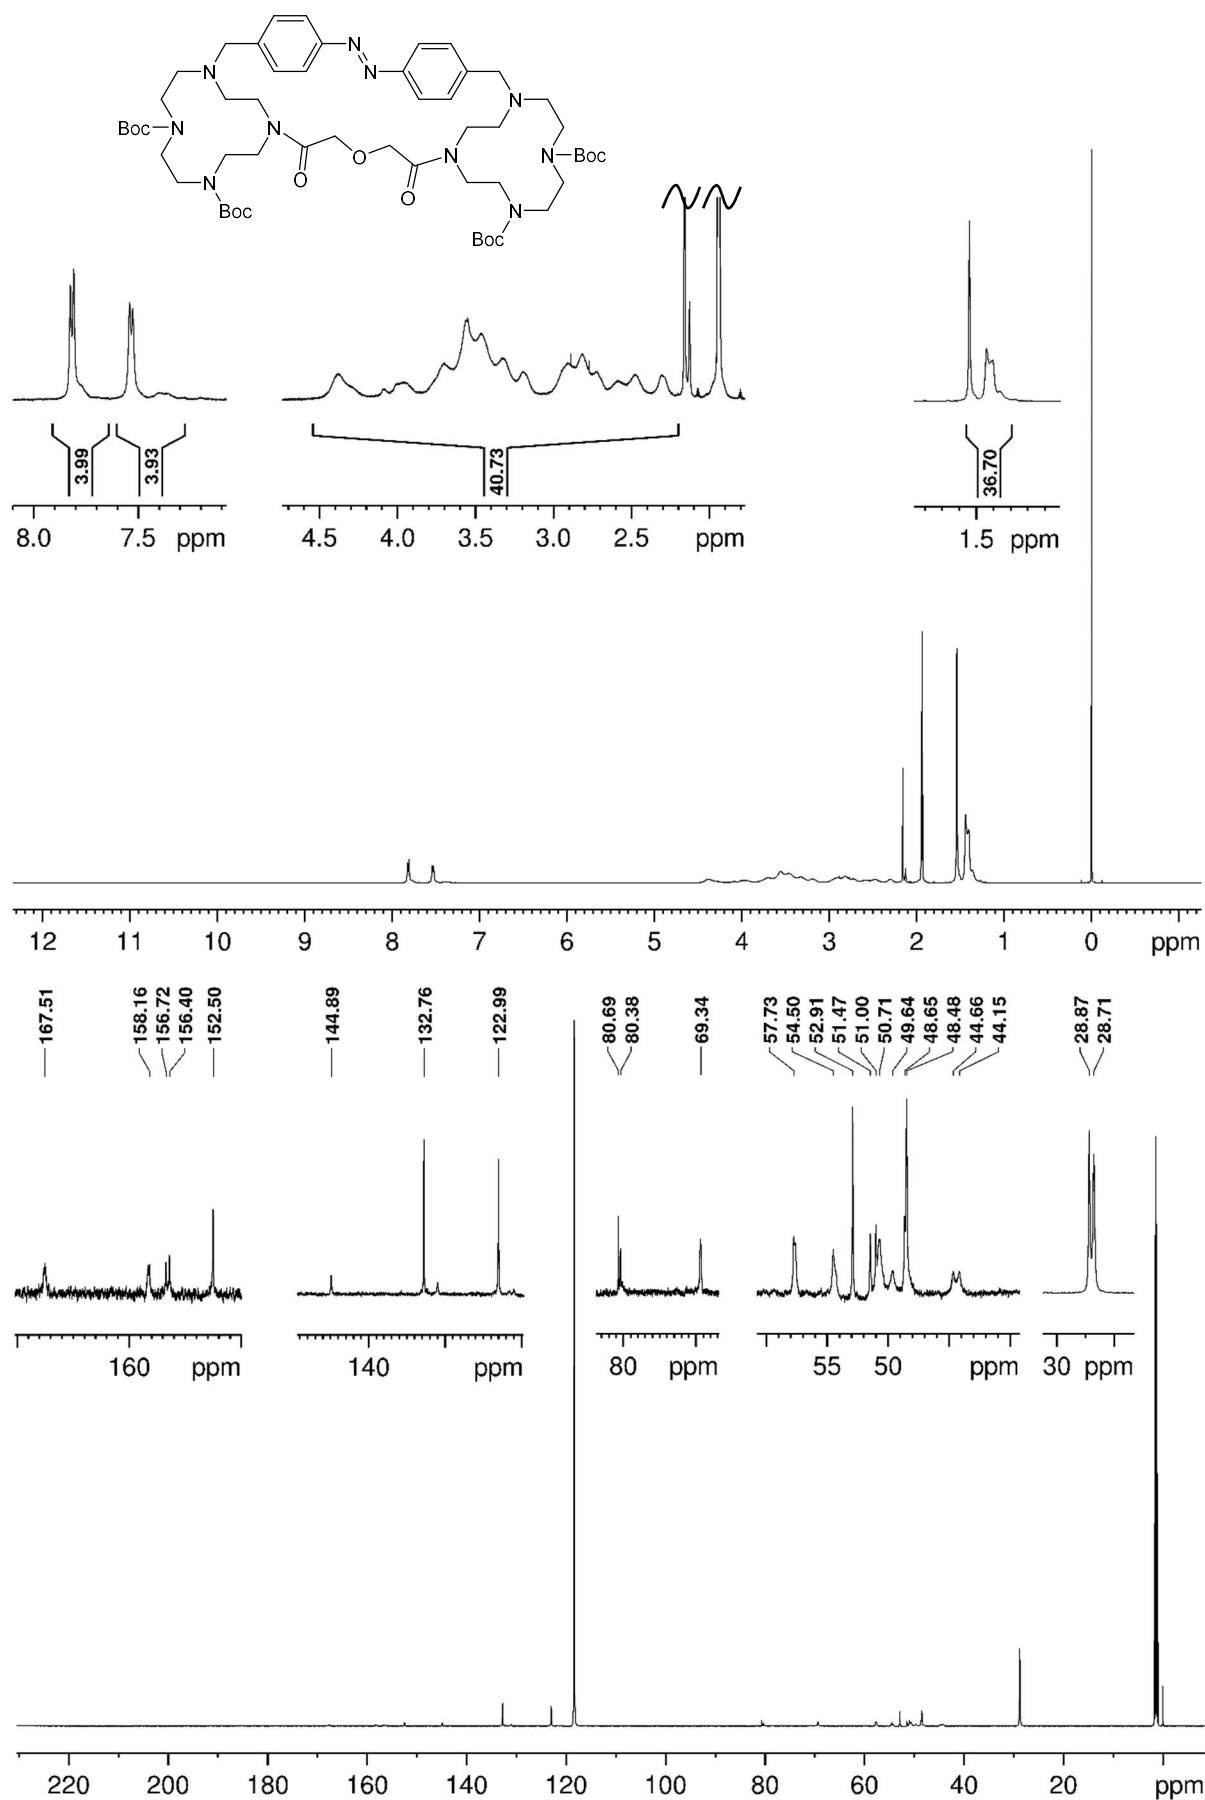 N
N
N
N
Boc
N
N
N
N
Boc
O
O
O
N
Boc
N
Boc
3.99
3.93
40.73
36.70
8.0 7.5 ppm
4.5 4.0 3.5 3.0 2.5 ppm
1.5 ppm
12 11 10 9 8 7 6 5 4 3 2 1 0 ppm
167.51
158.16
156.72
156.40
152.50
144.89
132.76
122.99
80.69
80.38
69.34
57.73
54.50
52.91
51.47
51.00
50.71
49.64
48.65
48.48
44.66
44.15
28.87
28.71
160 ppm
140 ppm
80 ppm
55 50 ppm
30 ppm
220 200 180 160 140 120 100 80 60 40 20 ppm